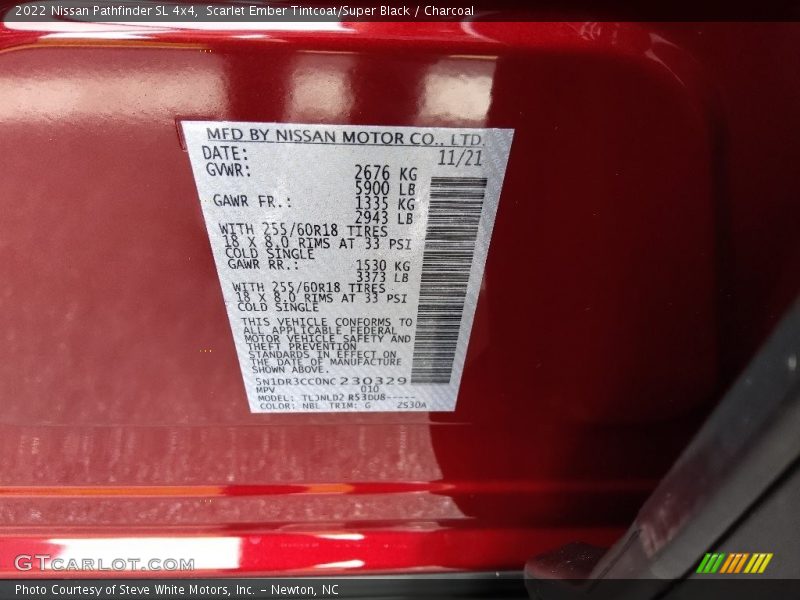 2022 Nissan Pathfinder SL 4x4, Scarlet Ember Tintcoat/Super Black / Charcoal
MFD BY NISSAN MOTOR CO., LTD.
DATE: 11/21
GVWR: 2676 KG
5900 LB
GAWR FR.: 1335 KG
2943 LB
WITH 255/60R18 TIRES
18 X 8.0 RIMS AT 33 PSI
COLD SINGLE
GAWR RR.: 1530 KG
3373 LB
WITH 255/60R18 TIRES
18 X 8.0 RIMS AT 33 PSI
COLD SINGLE
THIS VEHICLE CONFORMS TO
ALL APPLICABLE FEDERAL
MOTOR VEHICLE SAFETY AND
THEFT PREVENTION
STANDARDS IN EFFECT ON
THE DATE OF MANUFACTURE
SHOWN ABOVE.
5N1DR3CC0NC230329
MPV 010
MODEL: TLJNLD2 R53DU8-----
COLOR: NBL TRIM: G 2530A
GTCARLOT.COM
Photo Courtesy of Steve White Motors, Inc. – Newton, NC